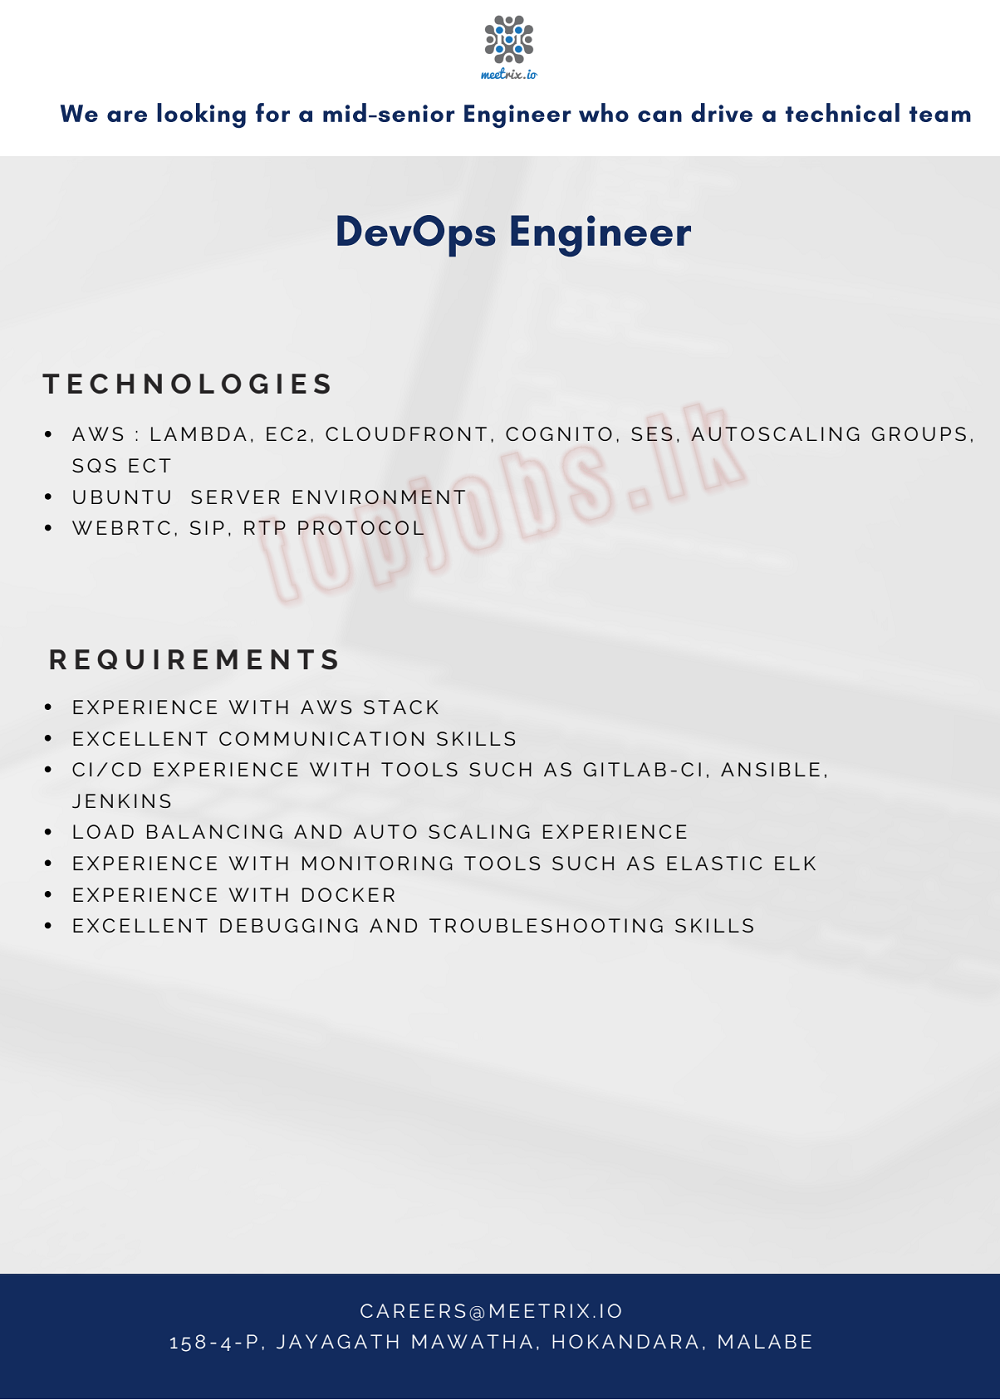 meetrix.io
We are looking for a mid-senior Engineer who can drive a technical team
DevOps Engineer
TECHNOLOGIES
• AWS : LAMBDA, EC2, CLOUDFRONT, COGNITO, SES, AUTOSCALING GROUPS,
SQS ECT
• UBUNTU  SERVER ENVIRONMENT
• WEBRTC, SIP, RTP PROTOCOL
topjobs.lk
REQUIREMENTS
• EXPERIENCE WITH AWS STACK
• EXCELLENT COMMUNICATION SKILLS
• CI/CD EXPERIENCE WITH TOOLS SUCH AS GITLAB-CI, ANSIBLE,
JENKINS
• LOAD BALANCING AND AUTO SCALING EXPERIENCE
• EXPERIENCE WITH MONITORING TOOLS SUCH AS ELASTIC ELK
• EXPERIENCE WITH DOCKER
• EXCELLENT DEBUGGING AND TROUBLESHOOTING SKILLS
CAREERS@MEETRIX.IO
158-4-P, JAYAGATH MAWATHA, HOKANDARA, MALABE